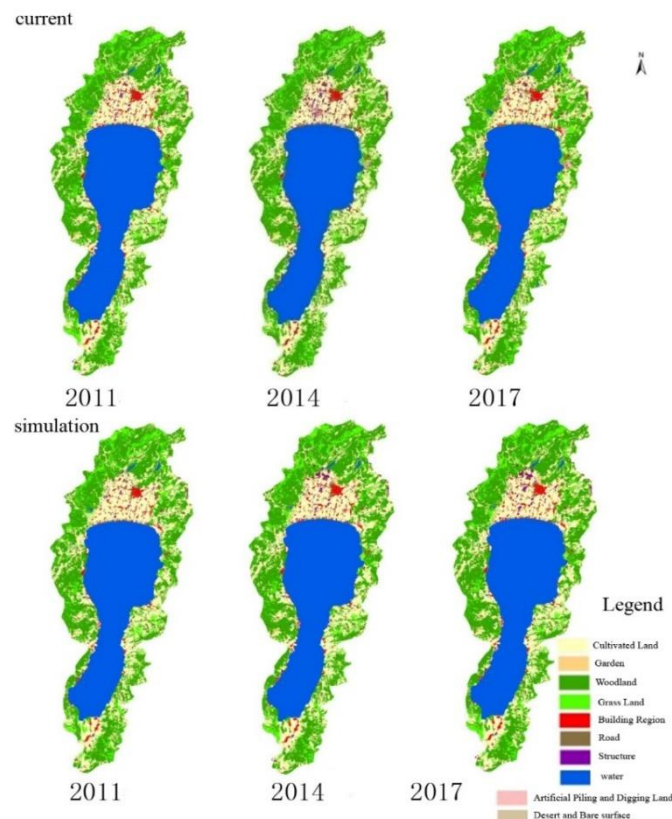 current
N
2011
2014
2017
simulation
Legend
Cultivated Land
Garden
Woodland
Grass Land
Building Region
Road
Structure
water
2011
2014
2017
Artificial Piling and Digging Land
Desert and Bare surface